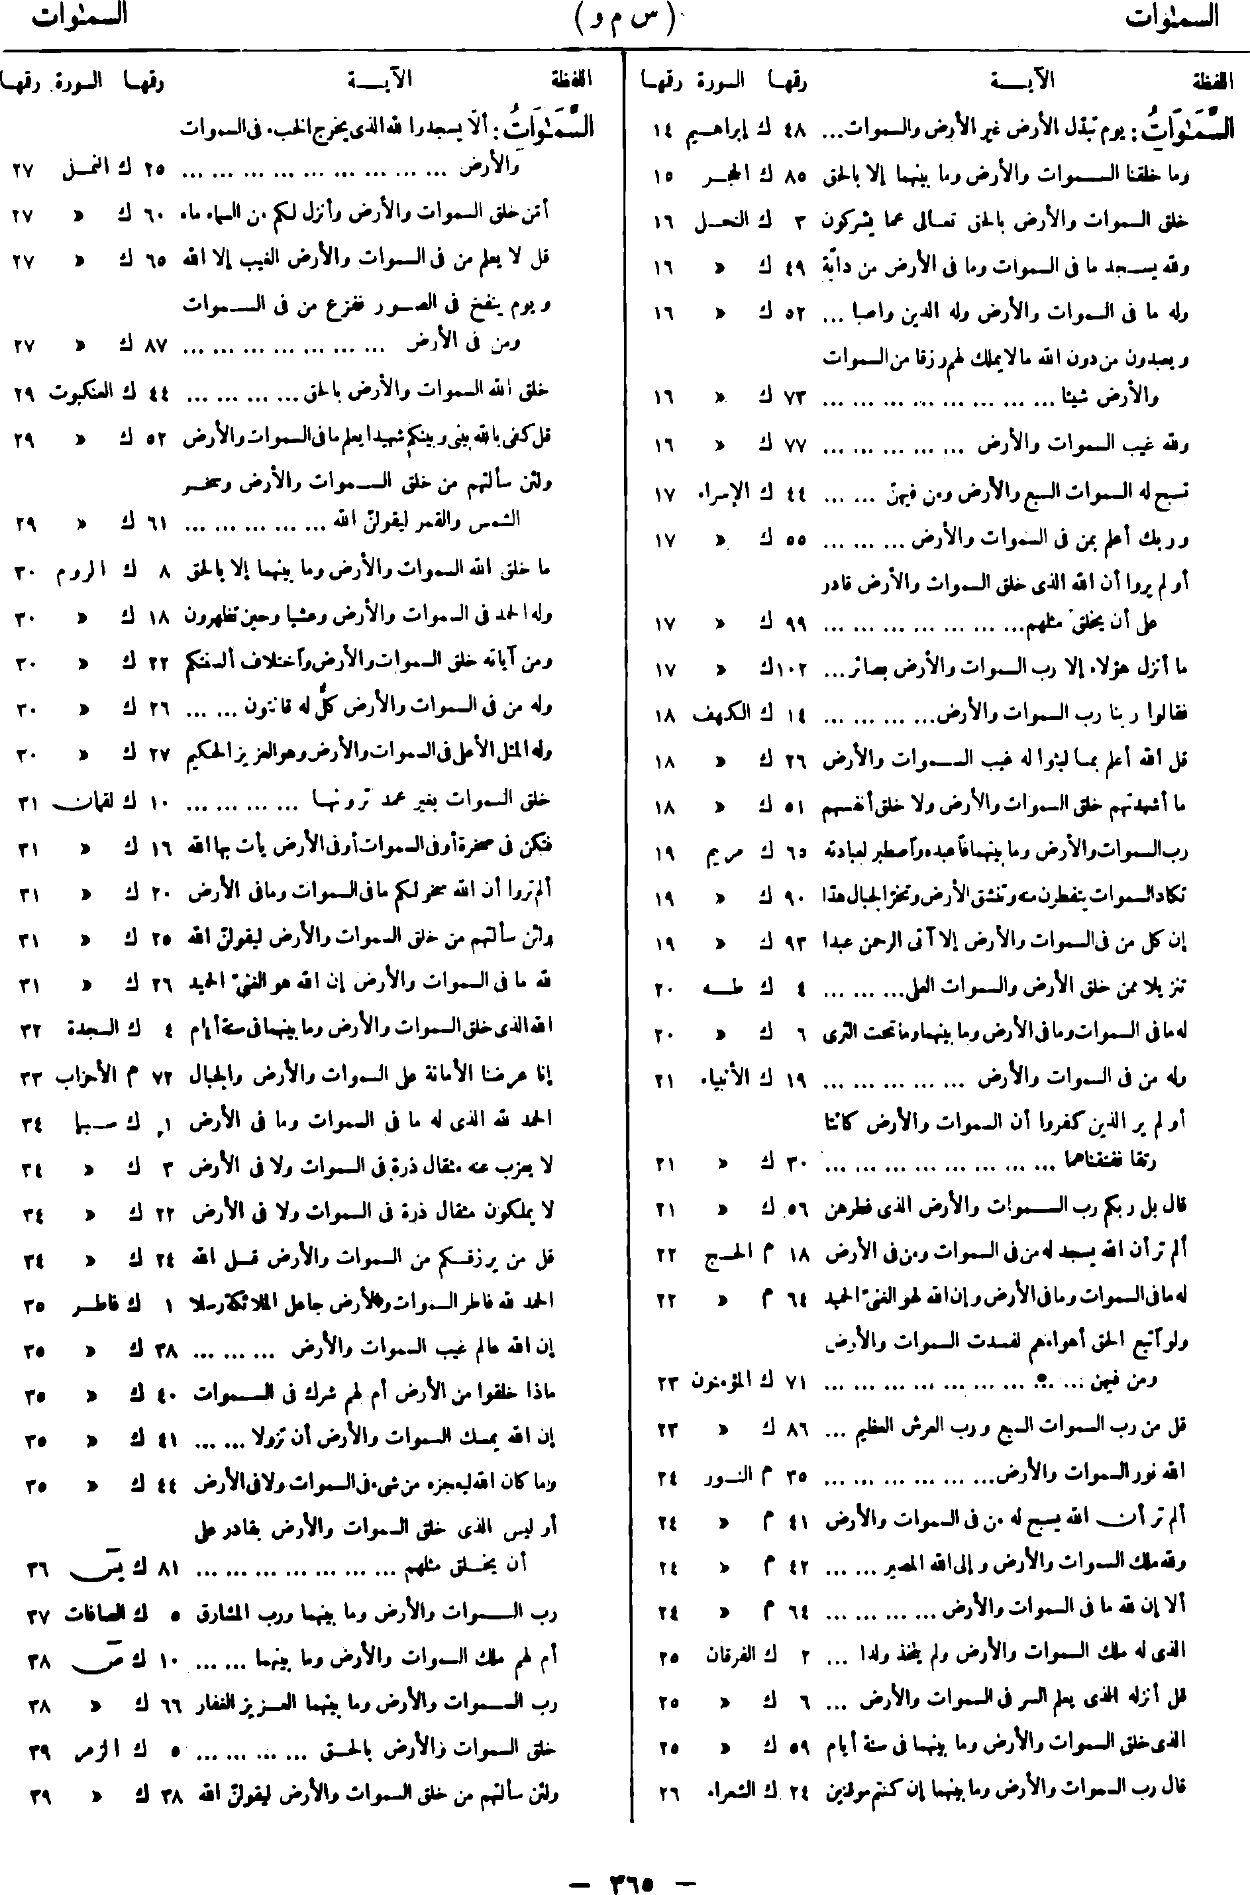 السمـٰوات
( س م و )
السمـٰوات
اللفظة الآيــة رقمها السورة رقمها
السَّمَـٰوَاتُ: يوم تبدّل الأرض غير الأرض والسموات... ٤٨ ك إبراهيم ١٤
وما خلقنا السموات والأرض وما بينهما إلا بالحق ٨٥ ك الحجر ١٥
خلق السموات والأرض بالحق تعالى عما يشركون ٣ ك النحل ١٦
ولله يسجد ما فى السموات وما فى الأرض من دابّة ٤٩ ك « ١٦
وله ما فى السموات والأرض وله الدين واصبا ... ٥٢ ك « ١٦
ويعبدون من دون الله ما لا يملك لهم رزقا من السموات
والأرض شيئا ... ... ... ... ... ... ... ... ٧٣ ك « ١٦
ولله غيب السموات والأرض ... ... ... ... ... ٧٧ ك « ١٦
تسبح له السموات السبع والأرض ومن فيهنّ ... ... ٤٤ ك الإسراء ١٧
وربك أعلم بمن فى السموات والأرض ... ... ... ٥٥ ك « ١٧
أو لم يروا أن الله الذى خلق السموات والأرض قادر
على أن يخلق مثلهم... ... ... ... ... ... ... ٩٩ ك « ١٧
ما أنزل هؤلاء إلا رب السموات والأرض بصائر... ١٠٢ك « ١٧
فقالوا ربنا رب السموات والأرض... ... ... ... ١٤ ك الكهف ١٨
قل الله أعلم بما لبثوا له غيب السموات والأرض ٢٦ ك « ١٨
ما أشهدتهم خلق السموات والأرض ولا خلق أنفسهم ٥١ ك « ١٨
رب السموات والأرض وما بينهما فاعبده وآصطبر لعبادته ٦٥ ك مريم ١٩
تكاد السموات يتفطرن منه وتنشق الأرض وتخرّ الجبال هدّا ٩٠ ك « ١٩
إن كل من فى السموات والأرض إلا آتى الرحمن عبدا ٩٣ ك « ١٩
تنزيلا ممن خلق الأرض والسموات العلى... ... ... ٤ ك طـه ٢٠
له ما فى السموات وما فى الأرض وما بينهما وما تحت الثرى ٦ ك « ٢٠
وله من فى السموات والأرض ... ... ... ... ... ١٩ ك الأنبياء ٢١
أو لم ير الذين كفروا أن السموات والأرض كانتا
رتقا ففتقناهما ... ... ... ... ... ... ... ... ٣٠ ك « ٢١
قال بل ربكم رب السموات والأرض الذى فطرهن ٥٦ ك « ٢١
ألم تر أن الله يسجد له من فى السموات ومن فى الأرض ١٨ م الحـج ٢٢
له ما فى السموات وما فى الأرض وإن الله لهو الغنىّ الحميد ٦٤ م « ٢٢
ولو آتبع الحق أهواءهم لفسدت السموات والأرض
ومن فيهن ... ... ... ... ... ... ... ... ... ٧١ ك المؤمنون ٢٣
قل من رب السموات السبع ورب العرش العظيم ... ٨٦ ك « ٢٣
الله نور السموات والأرض... ... ... ... ... ... ٣٥ م النـور ٢٤
ألم تر أن الله يسبح له من فى السموات والأرض ٤١ م « ٢٤
ولله ملك السموات والأرض وإلى الله المصير ... ... ٤٢ م « ٢٤
ألا إن لله ما فى السموات والأرض ... ... ... ... ٦٤ م « ٢٤
الذى له ملك السموات والأرض ولم يتخذ ولدا ... ٢ ك الفرقان ٢٥
قل أنزله الذى يعلم السر فى السموات والأرض ... ٦ ك « ٢٥
الذى خلق السموات والأرض وما بينهما فى ستة أيام ٥٩ ك « ٢٥
قال رب السموات والأرض وما بينهما إن كنتم موقنين ٢٤ ك الشعراء ٢٦
اللفظة الآيــة رقمها السورة رقمها
السَّمَـٰوَاتُ: ألّا يسجدوا لله الذى يخرج الخبء فى السموات
والأرض ... ... ... ... ... ... ... ... ... ٢٥ ك النمـل ٢٧
أمّن خلق السموات والأرض وأنزل لكم من السماء ماء ٦٠ ك « ٢٧
قل لا يعلم من فى السموات والأرض الغيب إلا الله ٦٥ ك « ٢٧
ويوم ينفخ فى الصور ففزع من فى السموات
ومن فى الأرض ... ... ... ... ... ... ... ٨٧ ك « ٢٧
خلق الله السموات والأرض بالحق... ... ... ... ٤٤ ك العنكبوت ٢٩
قل كفى بالله بينى وبينكم شهيدا يعلم ما فى السموات والأرض ٥٢ ك « ٢٩
ولئن سألتهم من خلق السموات والأرض وسخر
الشمس والقمر ليقولنّ الله ... ... ... ... ... ٦١ ك « ٢٩
ما خلق الله السموات والأرض وما بينهما إلا بالحق ٨ ك الروم ٣٠
وله الحمد فى السموات والأرض وعشيا وحين تظهرون ١٨ ك « ٣٠
ومن آياته خلق السموات والأرض وآختلاف ألسنتكم ٢٢ ك « ٣٠
وله من فى السموات والأرض كلٌّ له قانتون ... ... ٢٦ ك « ٣٠
وله المثل الأعلى فى السموات والأرض وهو العزيز الحكيم ٢٧ ك « ٣٠
خلق السموات بغير عمد ترونها ... ... ... ... ١٠ ك لقمان ٣١
فتكن فى صخرة أو فى السموات أو فى الأرض يأت بها الله ١٦ ك « ٣١
ألم تروا أن الله سخر لكم ما فى السموات وما فى الأرض ٢٠ ك « ٣١
ولئن سألتهم من خلق السموات والأرض ليقولنّ الله ٢٥ ك « ٣١
لله ما فى السموات والأرض إن الله هو الغنىّ الحميد ٢٦ ك « ٣١
الله الذى خلق السموات والأرض وما بينهما فى ستة أيام ٤ ك السجدة ٣٢
إنا عرضنا الأمانة على السموات والأرض والجبال ٧٢ م الأحزاب ٣٣
الحمد لله الذى له ما فى السموات وما فى الأرض ١ ك سـبإ ٣٤
لا يعزب عنه مثقال ذرة فى السموات ولا فى الأرض ٣ ك « ٣٤
لا يملكون مثقال ذرة فى السموات ولا فى الأرض ٢٢ ك « ٣٤
قل من يرزقكم من السموات والأرض قـل الله ٢٤ ك « ٣٤
الحمد لله فاطر السموات والأرض جاعل الملائكة رسلا ١ ك فاطـر ٣٥
إن الله عالم غيب السموات والأرض ... ... ... ٣٨ ك « ٣٥
ماذا خلقوا من الأرض أم لهم شرك فى السموات ٤٠ ك « ٣٥
إن الله يمسك السموات والأرض أن تزولا ... ... ٤١ ك « ٣٥
وما كان الله ليعجزه من شىء فى السموات ولا فى الأرض ٤٤ ك « ٣٥
أو ليس الذى خلق السموات والأرض بقادر على
أن يخـلق مثلهم ... ... ... ... ... ... ... ٨١ ك يسٓ ٣٦
رب السموات والأرض وما بينهما ورب المشارق ٥ ك الصافات ٣٧
أم لهم ملك السموات والأرض وما بينهما ... ... ١٠ ك صٓ ٣٨
رب السموات والأرض وما بينهما العزيز الغفار ٦٦ ك « ٣٨
خلق السموات والأرض بالحـق ... ... ... ... ٥ ك الزمر ٣٩
ولئن سألتهم من خلق السموات والأرض ليقولنّ الله ٣٨ ك « ٣٩
— ٣٦٥ —